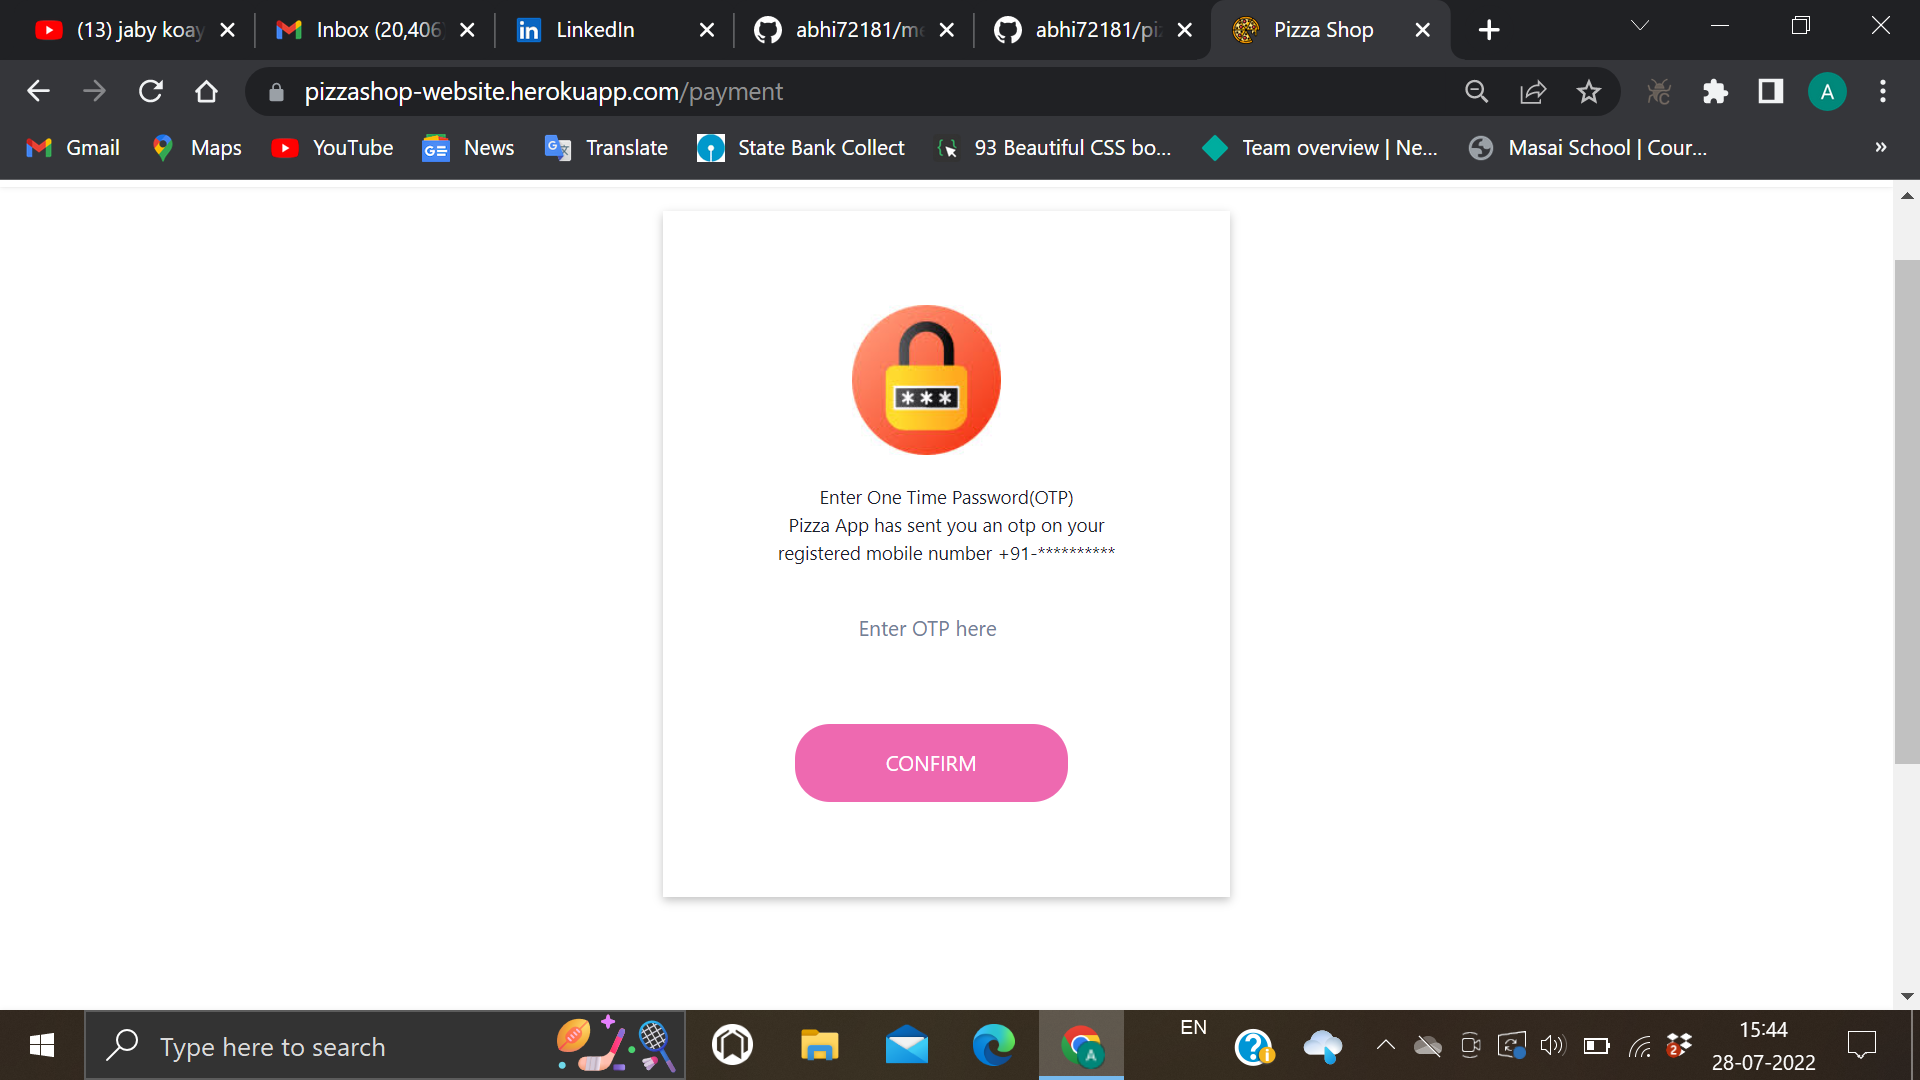 (13) jaby koay
Inbox (20,406
LinkedIn
abhi72181/me
abhi72181/piz
Pizza Shop
pizzashop-website.herokuapp.com/payment
A
Gmail
Maps
YouTube
News
Translate
State Bank Collect
93 Beautiful CSS bo...
Team overview | Ne...
Masai School | Cour...
»
***
Enter One Time Password(OTP)
Pizza App has sent you an otp on your
registered mobile number +91-**********
Enter OTP here
CONFIRM
Type here to search
A
EN
2
15:44
28-07-2022